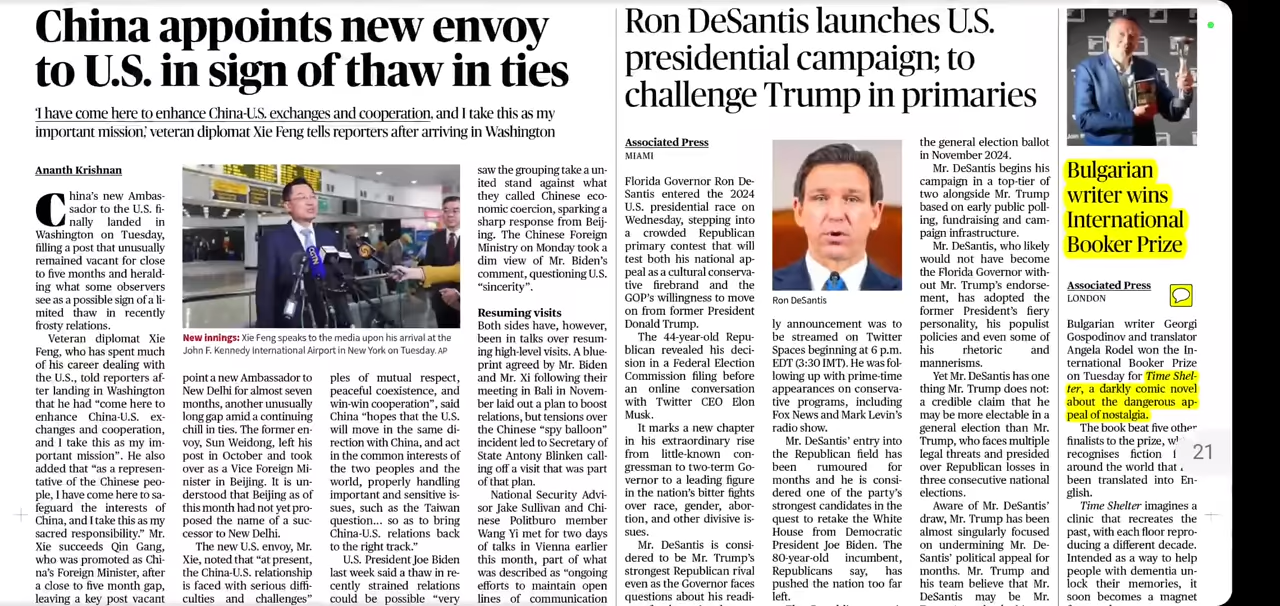 China appoints new envoy
to U.S. in sign of thaw in ties
‘I have come here to enhance China-U.S. exchanges and cooperation, and I take this as my
important mission,’ veteran diplomat Xie Feng tells reporters after arriving in Washington
Ananth Krishnan
China’s new Ambas-
sador to the U.S. fi-
nally landed in
Washington on Tuesday,
filling a post that unusually
remained vacant for close
to five months and herald-
ing what some observers
see as a possible sign of a li-
mited thaw in recently
frosty relations.
Veteran diplomat Xie
Feng, who has spent much
of his career dealing with
the U.S., told reporters af-
ter landing in Washington
that he had “come here to
enhance China-U.S. ex-
changes and cooperation,
and I take this as my im-
portant mission”. He also
added that “as a represen-
tative of the Chinese peo-
ple, I have come here to sa-
feguard the interests of
China, and I take this as my
sacred responsibility.” Mr.
Xie succeeds Qin Gang,
who was promoted as Chi-
na’s Foreign Minister, after
a close to five month gap,
leaving a key post vacant
New innings: Xie Feng speaks to the media upon his arrival at the
John F. Kennedy International Airport in New York on Tuesday. AP
point a new Ambassador to
New Delhi for almost seven
months, another unusually
long gap amid a continuing
chill in ties. The former en-
voy, Sun Weidong, left his
post in October and took
over as a Vice Foreign Mi-
nister in Beijing. It is un-
derstood that Beijing as of
this month had not yet pro-
posed the name of a suc-
cessor to New Delhi.
The new U.S. envoy, Mr.
Xie, noted that “at present,
the China-U.S. relationship
is faced with serious diffi-
culties and challenges”
ples of mutual respect,
peaceful coexistence, and
win-win cooperation”, said
China “hopes that the U.S.
will move in the same di-
rection with China, and act
in the common interests of
the two peoples and the
world, properly handling
important and sensitive is-
sues, such as the Taiwan
question... so as to bring
China-U.S. relations back
to the right track.”
U.S. President Joe Biden
last week said a thaw in re-
cently strained relations
could be possible “very
saw the grouping take a un-
ited stand against what
they called Chinese eco-
nomic coercion, sparking a
sharp response from Beij-
ing. The Chinese Foreign
Ministry on Monday took a
dim view of Mr. Biden’s
comment, questioning U.S.
“sincerity”.
Resuming visits
Both sides have, however,
been in talks over resum-
ing high-level visits. A blue-
print agreed by Mr. Biden
and Mr. Xi following their
meeting in Bali in Novem-
ber laid out a plan to boost
relations, but tensions over
the Chinese “spy balloon”
incident led to Secretary of
State Antony Blinken call-
ing off a visit that was part
of that plan.
National Security Advi-
sor Jake Sullivan and Chi-
nese Politburo member
Wang Yi met for two days
of talks in Vienna earlier
this month, part of what
was described as “ongoing
efforts to maintain open
lines of communication
Ron DeSantis launches U.S.
presidential campaign; to
challenge Trump in primaries
Associated Press
MIAMI
Florida Governor Ron De-
Santis entered the 2024
U.S. presidential race on
Wednesday, stepping into
a crowded Republican
primary contest that will
test both his national ap-
peal as a cultural conserva-
tive firebrand and the
GOP’s willingness to move
on from former President
Donald Trump.
The 44-year-old Repu-
blican revealed his deci-
sion in a Federal Election
Commission filing before
an online conversation
with Twitter CEO Elon
Musk.
It marks a new chapter
in his extraordinary rise
from little-known con-
gressman to two-term Go-
vernor to a leading figure
in the nation’s bitter fights
over race, gender, abor-
tion, and other divisive is-
sues.
Mr. DeSantis is consi-
dered to be Mr. Trump’s
strongest Republican rival
even as the Governor faces
questions about his readi-
Ron DeSantis
ly announcement was to
be streamed on Twitter
Spaces beginning at 6 p.m.
EDT (3:30 IMT). He was fol-
lowing up with prime-time
appearances on conserva-
tive programs, including
Fox News and Mark Levin’s
radio show.
Mr. DeSantis’ entry into
the Republican field has
been rumoured for
months and he is consi-
dered one of the party’s
strongest candidates in the
quest to retake the White
House from Democratic
President Joe Biden. The
80-year-old incumbent,
Republicans say, has
pushed the nation too far
left.
the general election ballot
in November 2024.
Mr. DeSantis begins his
campaign in a top-tier of
two alongside Mr. Trump
based on early public poll-
ing, fundraising and cam-
paign infrastructure.
Mr. DeSantis, who likely
would not have become
the Florida Governor with-
out Mr. Trump’s endorse-
ment, has adopted the
former President’s fiery
personality, his populist
policies and even some of
his rhetoric and
mannerisms.
Yet Mr. DeSantis has one
thing Mr. Trump does not:
a credible claim that he
may be more electable in a
general election than Mr.
Trump, who faces multiple
legal threats and presided
over Republican losses in
three consecutive national
elections.
Aware of Mr. DeSantis’
draw, Mr. Trump has been
almost singularly focused
on undermining Mr. De-
Santis’ political appeal for
months. Mr. Trump and
his team believe that Mr.
DeSantis may be Mr.
Bulgarian
writer wins
International
Booker Prize
Associated Press
LONDON
Bulgarian writer Georgi
Gospodinov and translator
Angela Rodel won the In-
ternational Booker Prize
on Tuesday for Time Shel-
ter, a darkly comic novel
about the dangerous ap-
peal of nostalgia.
The book beat five other
finalists to the prize,
recognises fiction
around the world that
been translated into En-
glish.
Time Shelter imagines a
clinic that recreates the
past, with each floor repro-
ducing a different decade.
Intended as a way to help
people with dementia un-
lock their memories, it
soon becomes a magnet
21